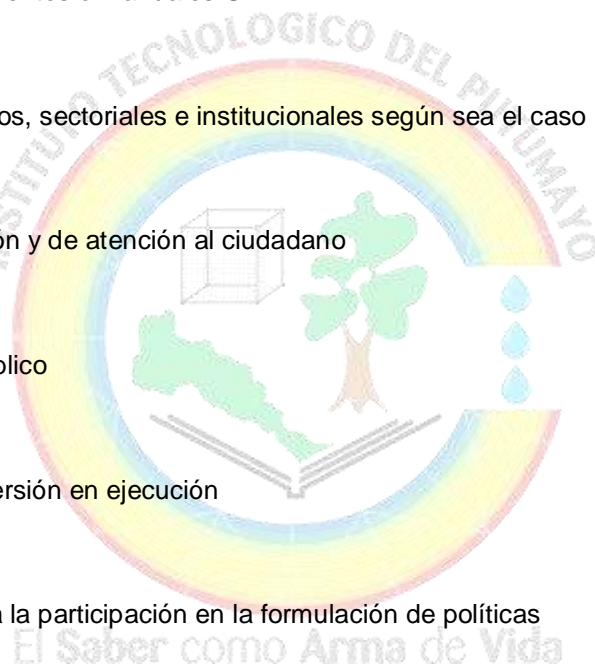 TECNOLOGICO DEL PUTUMAYO
os, sectoriales e institucionales según sea el caso
ón y de atención al ciudadano
olico
ersión en ejecución
a la participación en la formulación de políticas
El Saber como Arma de Vida